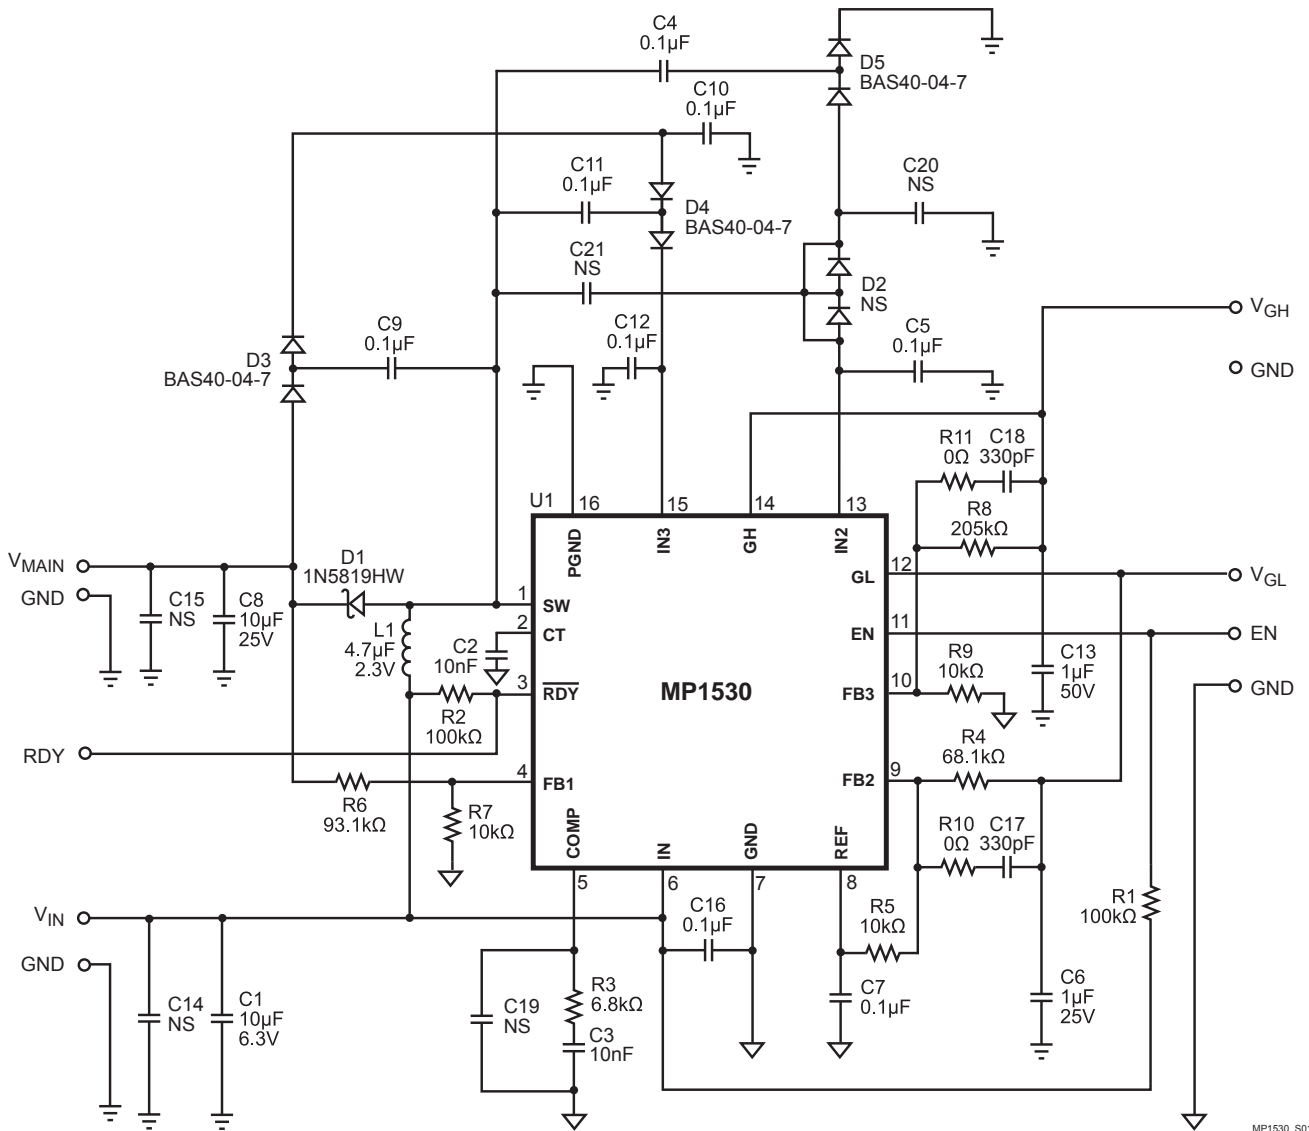 C4
0.1µF
D5
BAS40-04-7
C10
0.1µF
C11
0.1µF
C20
NS
D4
BAS40-04-7
C21
NS
D2
NS
VGH
C12
0.1µF
C5
0.1µF
C9
0.1µF
D3
BAS40-04-7
GND
R11
0Ω
C18
330pF
U1
16
15
14
13
R8
205kΩ
PGND
IN3
GH
IN2
VMAIN
D1
1N5819HW
GL
12
VGL
GND
C15
NS
C8
10µF
25V
1
SW
L1
4.7µF
2.3V
2
CT
EN
11
EN
C2
10nF
R9
10kΩ
C13
1µF
50V
3
RDY
MP1530
FB3
10
GND
R2
100kΩ
RDY
R4
68.1kΩ
4
FB1
FB2
9
R6
93.1kΩ
R7
10kΩ
R10
0Ω
C17
330pF
COMP
IN
GND
REF
5
6
7
8
R1
100kΩ
VIN
C16
0.1µF
R5
10kΩ
GND
C14
NS
C1
10µF
6.3V
C19
NS
R3
6.8kΩ
C3
10nF
C7
0.1µF
C6
1µF
25V